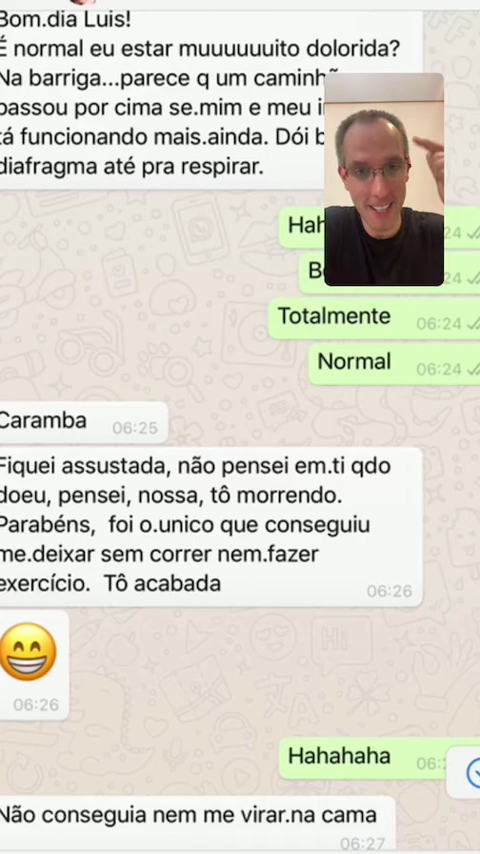 Bom.dia Luis!
É normal eu estar muuuuuuito dolorida?
Na barriga...parece q um
passou por cima se.mim e meu
tá funcionando mais.ainda. Dói
diafragma até pra respirar.
Totalmente 06:24
Normal 06:24
Caramba 06:25
Fiquei assustada, não pensei em.ti qdo
doeu, pensei, nossa, tô morrendo.
Parabéns, foi o.unico que conseguiu
me.deixar sem correr nem.fazer
exercício. Tô acabada 06:26
06:26
Hahahaha
Não conseguia nem me virar.na cama
06:27